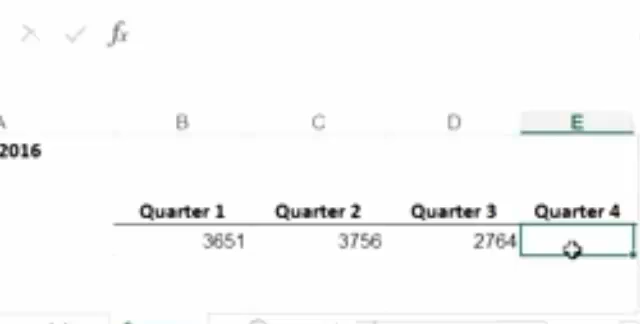 fx
A B C D E
2016
Quarter 1 Quarter 2 Quarter 3 Quarter 4
3651 3756 2764